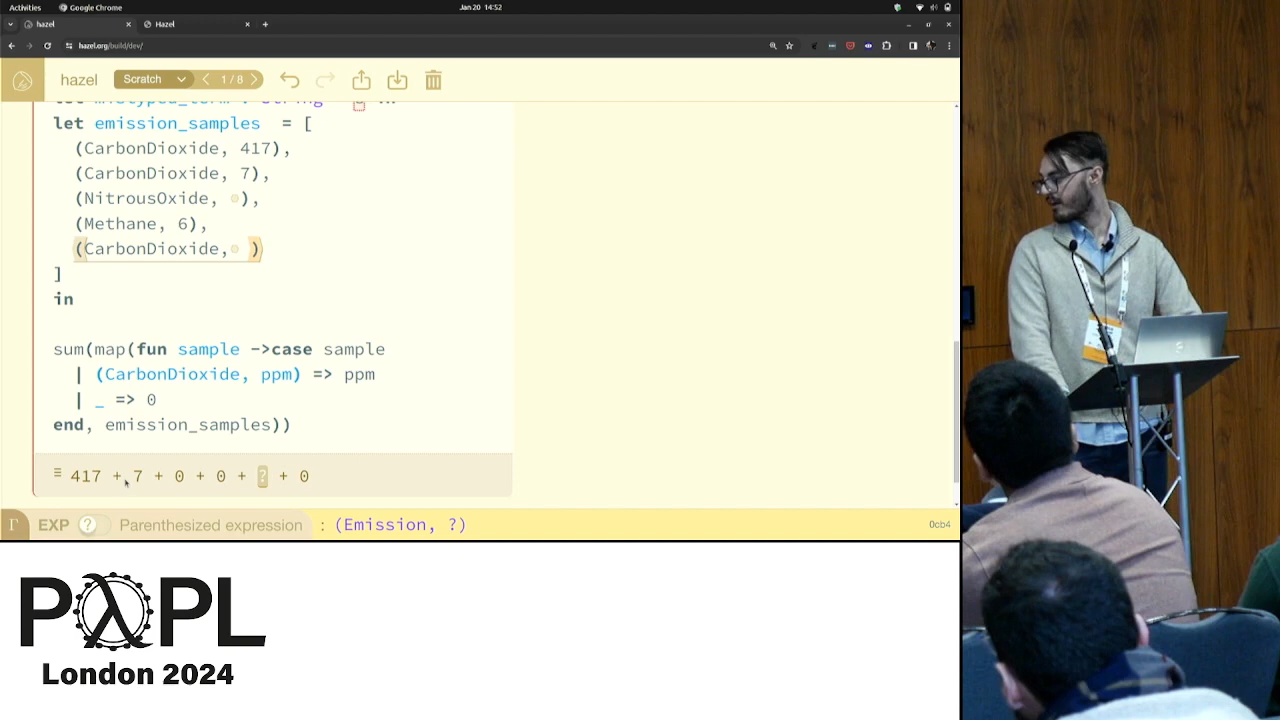 Activities Google Chrome Jan 20 14:52
hazel Hazel
hazel.org/build/dev/
hazel Scratch 1 / 8
let emission_samples = [
(CarbonDioxide, 417),
(CarbonDioxide, 7),
(NitrousOxide, ),
(Methane, 6),
(CarbonDioxide, )
]
in
sum(map(fun sample ->case sample
| (CarbonDioxide, ppm) => ppm
| _ => 0
end, emission_samples))
≡ 417 + 7 + 0 + 0 + ? + 0
Γ EXP ? Parenthesized expression : (Emission, ?) 0cb4
PλPL
London 2024